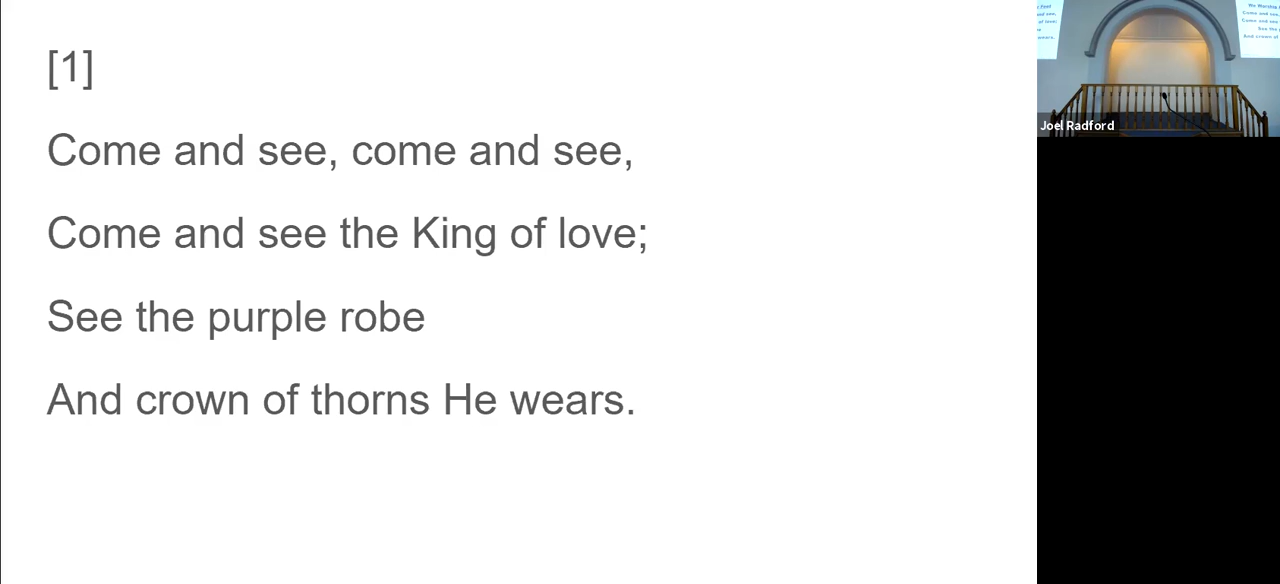 [1]
Come and see, come and see,
Come and see the King of love;
See the purple robe
And crown of thorns He wears.
Joel Radford